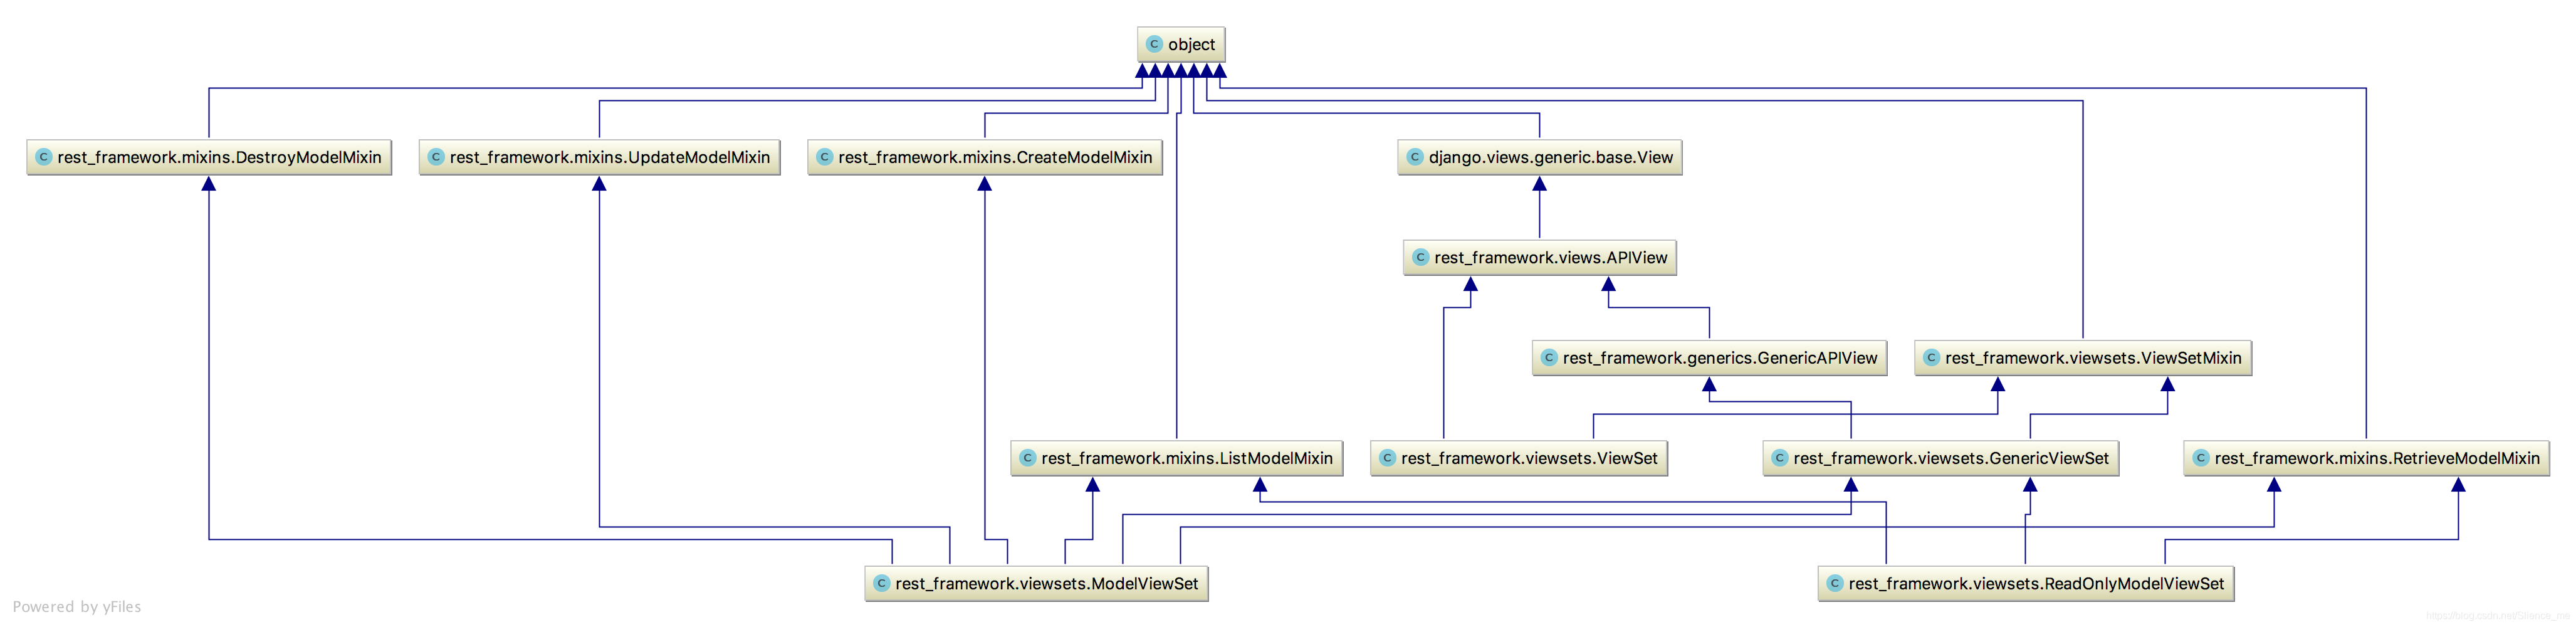 C object
C rest_framework.mixins.DestroyModelMixin
C rest_framework.mixins.UpdateModelMixin
C rest_framework.mixins.CreateModelMixin
C django.views.generic.base.View
C rest_framework.views.APIView
C rest_framework.generics.GenericAPIView
C rest_framework.viewsets.ViewSetMixin
C rest_framework.mixins.ListModelMixin
C rest_framework.viewsets.ViewSet
C rest_framework.viewsets.GenericViewSet
C rest_framework.mixins.RetrieveModelMixin
C rest_framework.viewsets.ModelViewSet
C rest_framework.viewsets.ReadOnlyModelViewSet
Powered by yFiles